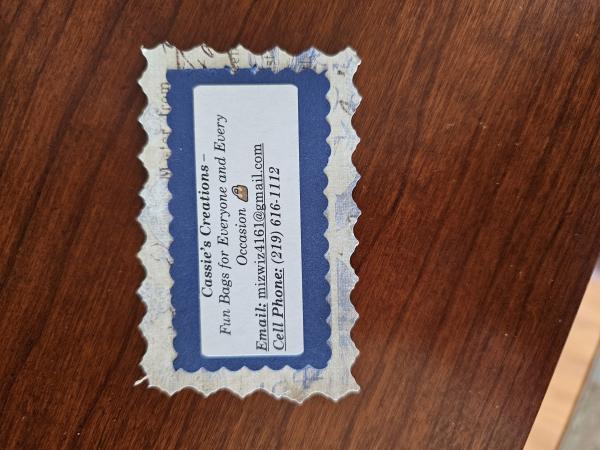 Cassie's Creations –
Fun Bags for Everyone and Every
Occasion 👜
Email: mizwiz4161@gmail.com
Cell Phone: (219) 616-1112